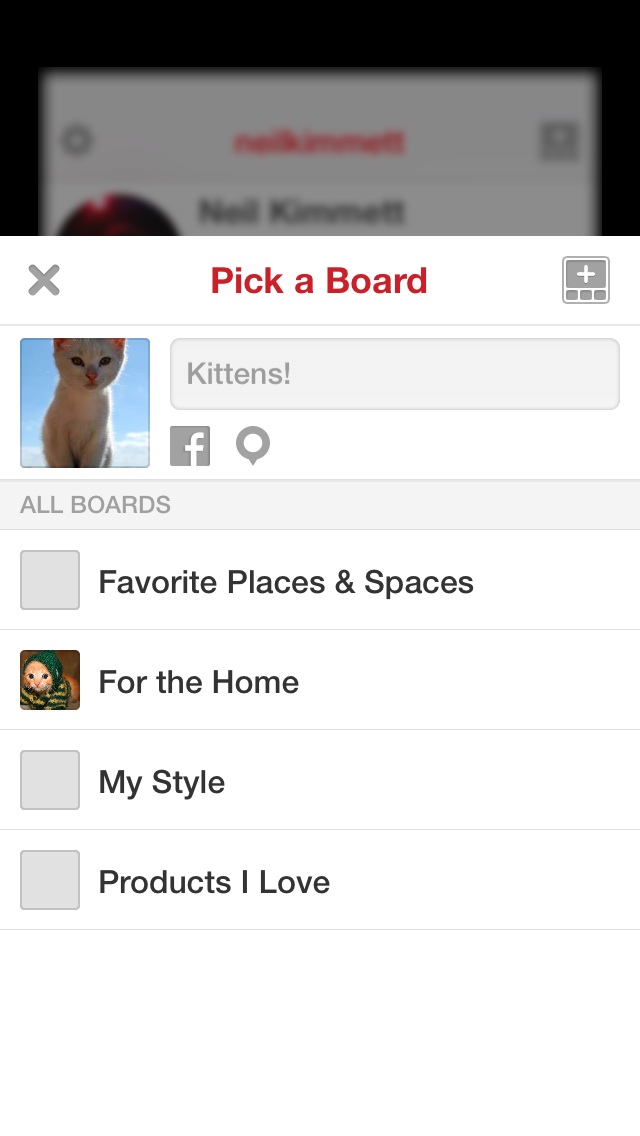 neilkimmett
Neil Kimmett
Pick a Board
Kittens!
ALL BOARDS
Favorite Places & Spaces
For the Home
My Style
Products I Love